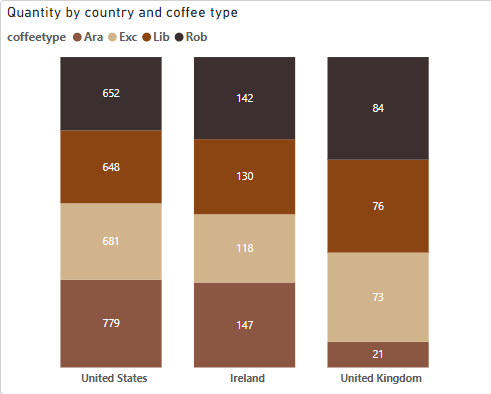 Quantity by country and coffee type
coffeetype Ara Exc Lib Rob
652 142 84
648 130 76
681 118 73
779 147 21
United States Ireland United Kingdom